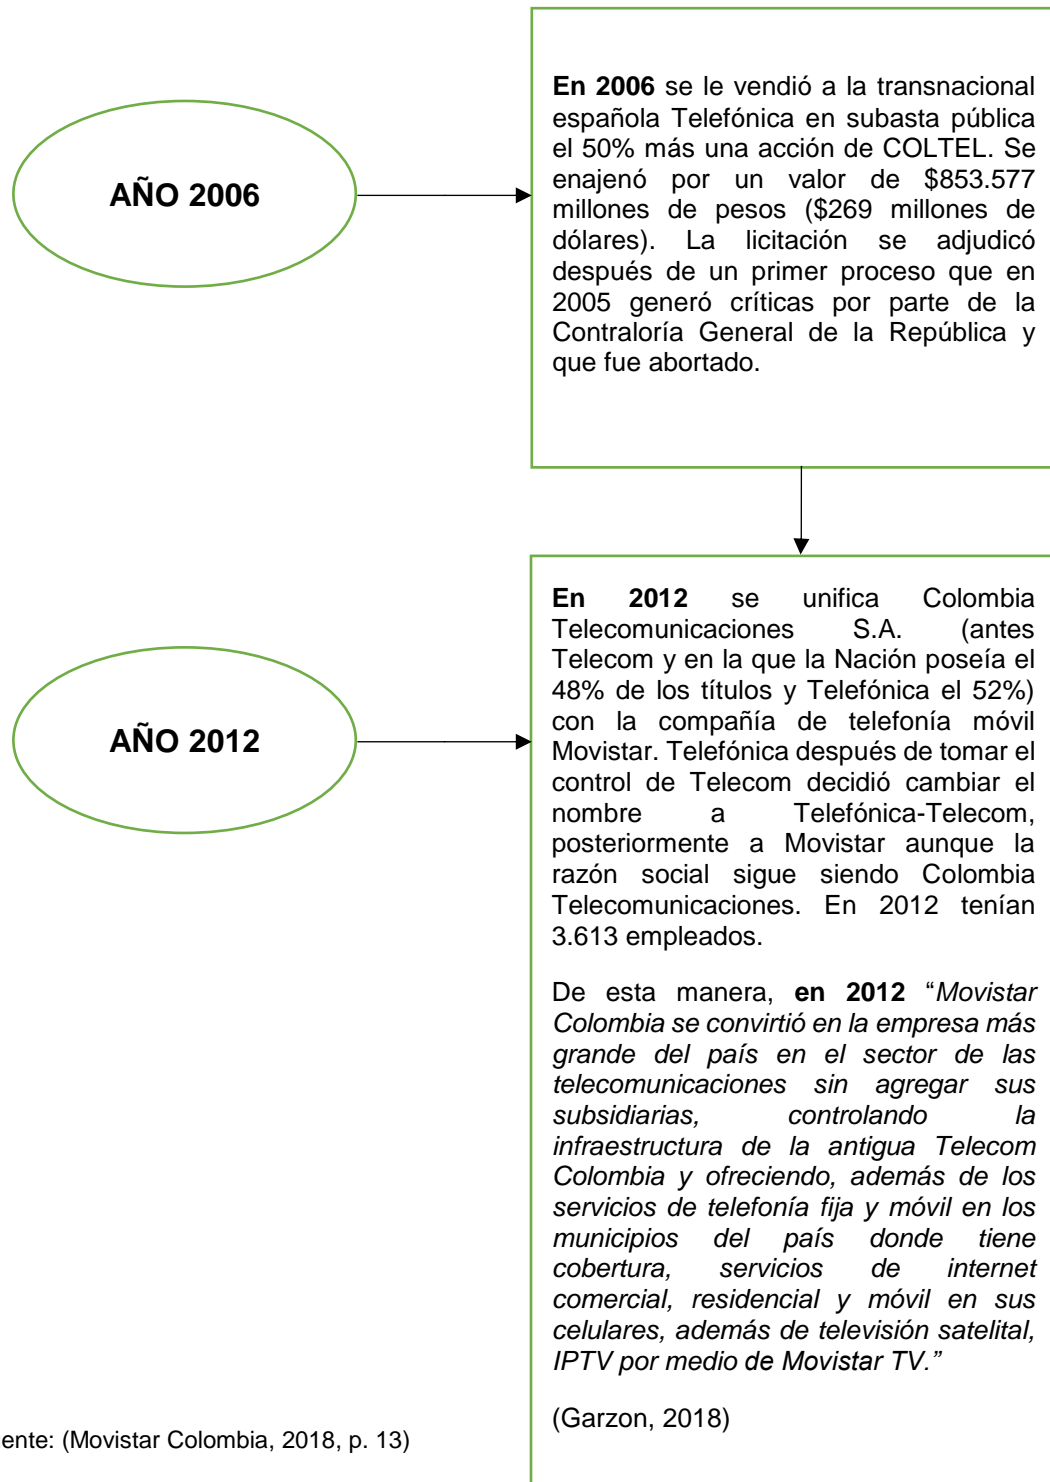 AÑO 2006
En 2006 se le vendió a la transnacional
española Telefónica en subasta pública
el 50% más una acción de COLTEL. Se
enajenó por un valor de $853.577
millones de pesos ($269 millones de
dólares). La licitación se adjudicó
después de un primer proceso que en
2005 generó críticas por parte de la
Contraloría General de la República y
que fue abortado.
AÑO 2012
En 2012 se unifica Colombia
Telecomunicaciones S.A. (antes
Telecom y en la que la Nación poseía el
48% de los títulos y Telefónica el 52%)
con la compañía de telefonía móvil
Movistar. Telefónica después de tomar el
control de Telecom decidió cambiar el
nombre a Telefónica-Telecom,
posteriormente a Movistar aunque la
razón social sigue siendo Colombia
Telecomunicaciones. En 2012 tenían
3.613 empleados.
De esta manera, en 2012 “Movistar
Colombia se convirtió en la empresa más
grande del país en el sector de las
telecomunicaciones sin agregar sus
subsidiarias, controlando la
infraestructura de la antigua Telecom
Colombia y ofreciendo, además de los
servicios de telefonía fija y móvil en los
municipios del país donde tiene
cobertura, servicios de internet
comercial, residencial y móvil en sus
celulares, además de televisión satelital,
IPTV por medio de Movistar TV.”
(Garzon, 2018)
ente: (Movistar Colombia, 2018, p. 13)